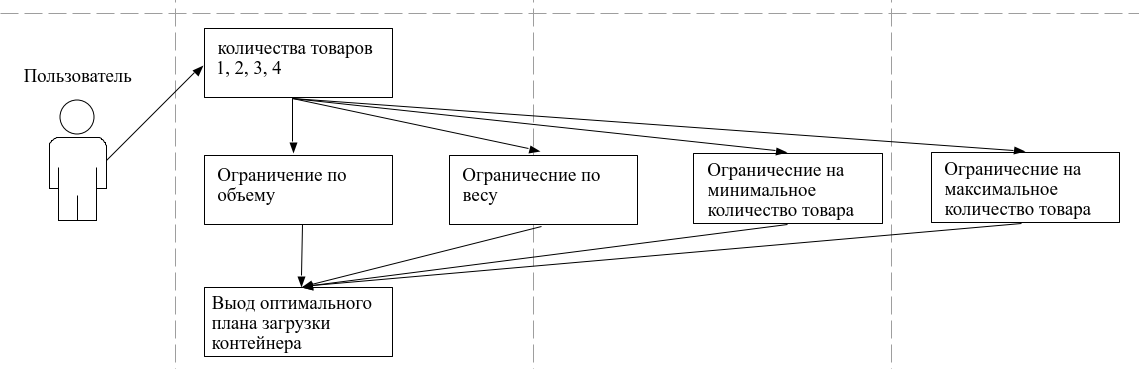 Пользователь
количества товаров
1, 2, 3, 4
Ограничение по
объему
Ограничесние по
весу
Ограничесние на
минимальное
количество товара
Ограничесние на
максимальное
количество товара
Выод оптимального
плана загрузки
контейнера